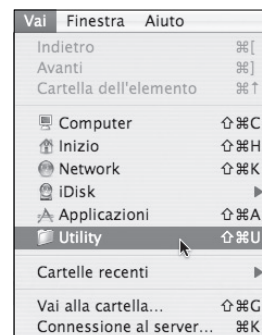 Vai Finestra Aiuto
Indietro ⌘[
Avanti ⌘]
Cartella dell'elemento ⌘↑
Computer ⇧⌘C
Inizio ⇧⌘H
Network ⇧⌘K
iDisk ▶
Applicazioni ⇧⌘A
Utility ⇧⌘U
Cartelle recenti ▶
Vai alla cartella... ⇧⌘G
Connessione al server... ⌘K